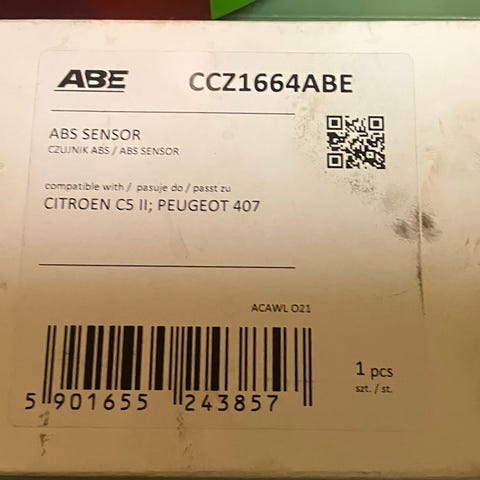 ABE CCZ1664ABE
ABS SENSOR
CZUJNIK ABS / ABS SENSOR
compatible with / pasuje do / passt zu
CITROEN C5 II; PEUGEOT 407
ACAWL O21
5 901655 243857
1 pcs
szt. / st.